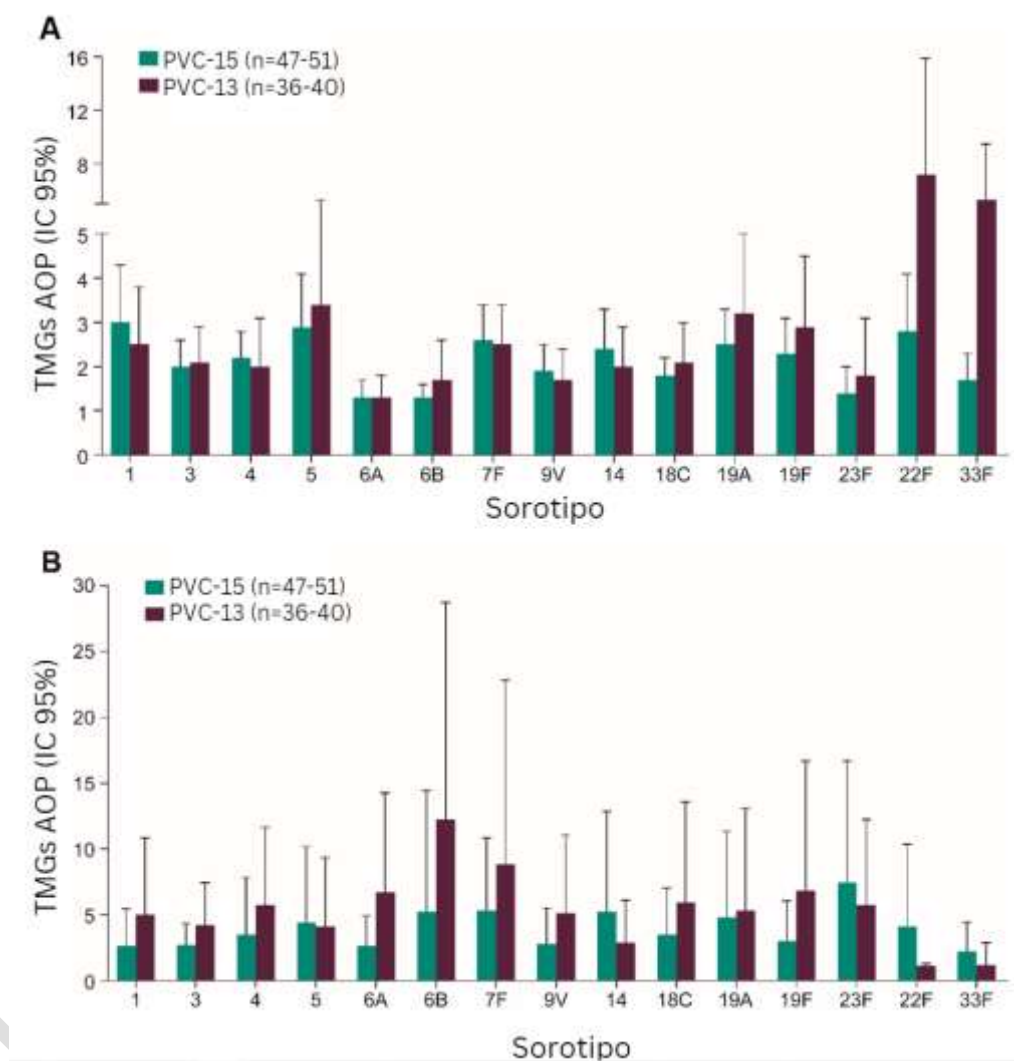 A
PVC-15 (n=47-51)
PVC-13 (n=36-40)
TMGs AOP (IC 95%)
16
12
8
5
4
3
2
1
0
1 3 4 5 6A 6B 7F 9V 14 18C 19A 19F 23F 22F 33F
Sorotipo
B
PVC-15 (n=47-51)
PVC-13 (n=36-40)
TMGs AOP (IC 95%)
30
25
20
15
10
5
0
1 3 4 5 6A 6B 7F 9V 14 18C 19A 19F 23F 22F 33F
Sorotipo